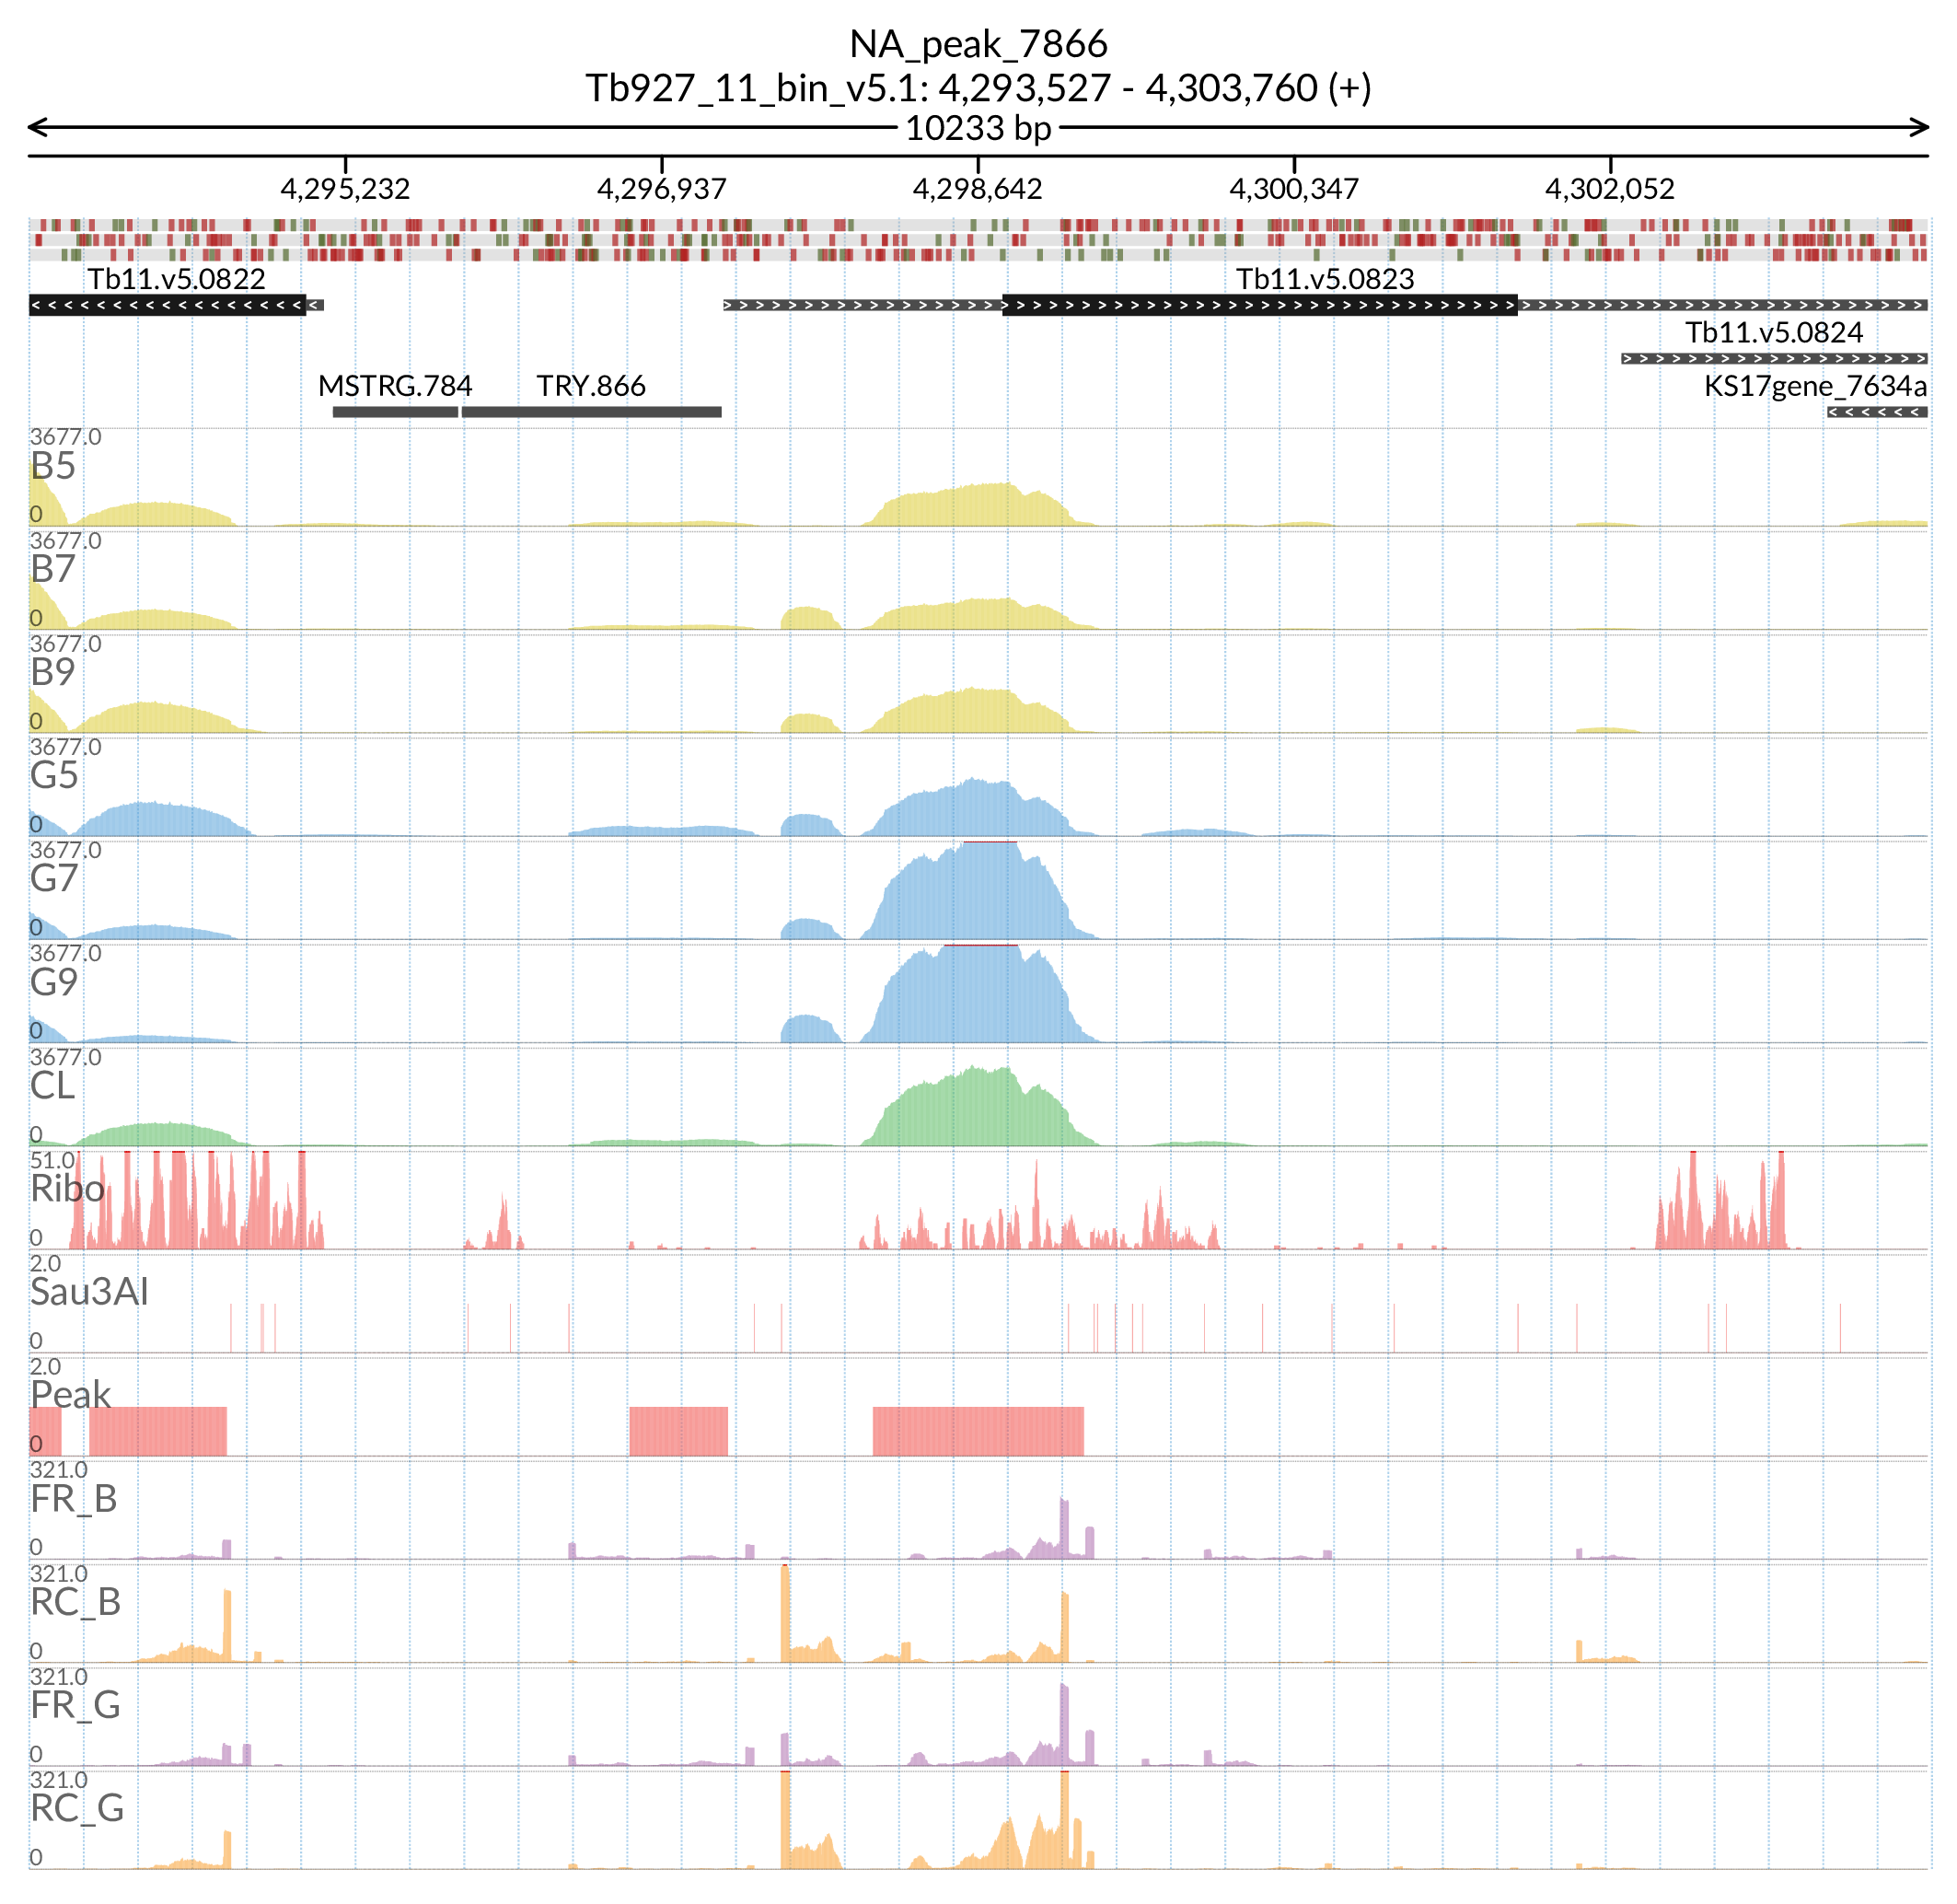 NA_peak_7866
Tb927_11_bin_v5.1: 4,293,527 - 4,303,760 (+)
10233 bp
4,295,232 4,296,937 4,298,642 4,300,347 4,302,052
Tb11.v5.0822 Tb11.v5.0823
Tb11.v5.0824
MSTRG.784 TRY.866 KS17gene_7634a
3677.0
B5
0
3677.0
B7
0
3677.0
B9
0
3677.0
G5
0
3677.0
G7
0
3677.0
G9
0
3677.0
CL
0
51.0
Ribo
0
2.0
Sau3AI
0
2.0
Peak
0
321.0
FR_B
0
321.0
RC_B
0
321.0
FR_G
0
321.0
RC_G
0